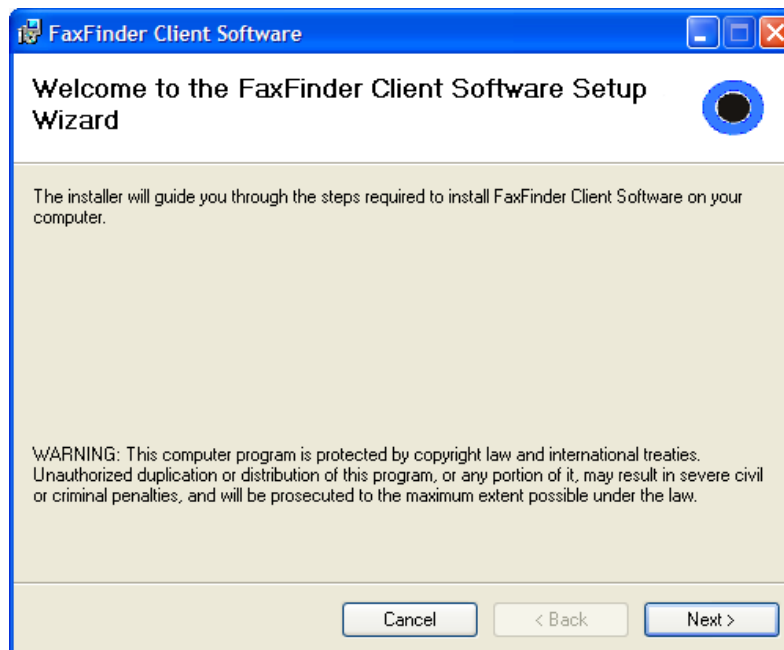 FaxFinder Client Software
Welcome to the FaxFinder Client Software Setup
Wizard
The installer will guide you through the steps required to install FaxFinder Client Software on your
computer.
WARNING: This computer program is protected by copyright law and international treaties.
Unauthorized duplication or distribution of this program, or any portion of it, may result in severe civil
or criminal penalties, and will be prosecuted to the maximum extent possible under the law.
Cancel
< Back
Next >